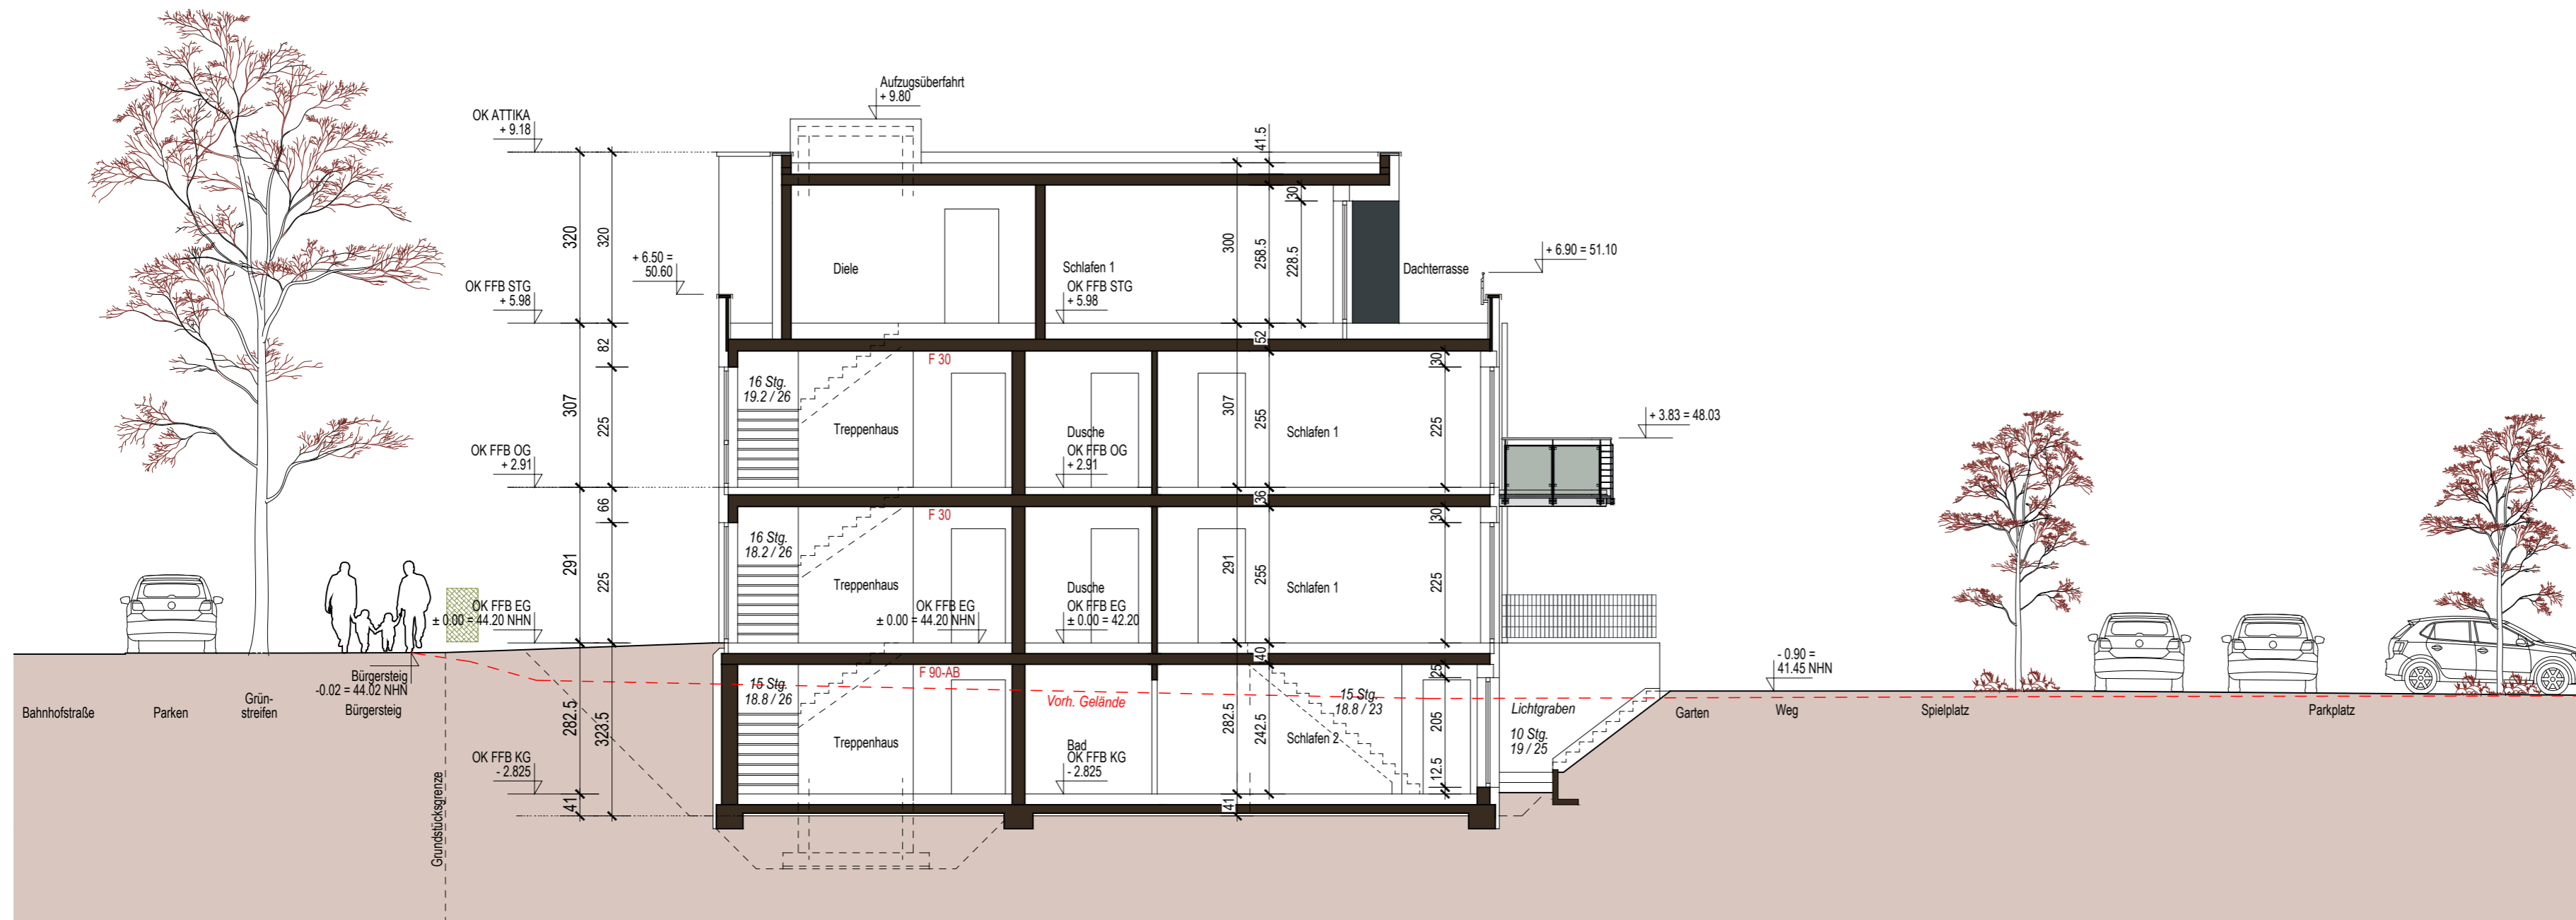 Aufzugsüberfahrt
+ 9.80
OK ATTIKA
+ 9.18
41.5
30
320
320
300
258.5
228.5
+ 6.50 =
50.60
Diele
Schlafen 1
OK FFB STG
+ 5.98
Dachterrasse
+ 6.90 = 51.10
OK FFB STG
+ 5.98
82
52
F 30
30
16 Stg.
19.2 / 26
307
225
307
255
225
Treppenhaus
Dusche
OK FFB OG
+ 2.91
Schlafen 1
+ 3.83 = 48.03
OK FFB OG
+ 2.91
66
36
F 30
30
16 Stg.
18.2 / 26
291
225
291
255
225
Treppenhaus
Dusche
OK FFB EG
± 0.00 = 42.20
Schlafen 1
OK FFB EG
± 0.00 = 44.20 NHN
OK FFB EG
± 0.00 = 44.20 NHN
40
25
F 90-AB
Bürgersteig
-0.02 = 44.02 NHN
- 0.90 =
41.45 NHN
15 Stg.
18.8 / 26
Vorh. Gelände
15 Stg.
18.8 / 23
Bahnhofstraße
Parken
Grün-
streifen
Bürgersteig
Lichtgraben
10 Stg.
19 / 25
Garten
Weg
Spielplatz
Parkplatz
282.5
323.5
282.5
242.5
205
12.5
Treppenhaus
Bad
OK FFB KG
- 2.825
Schlafen 2
OK FFB KG
- 2.825
41
41
Grundstücksgrenze